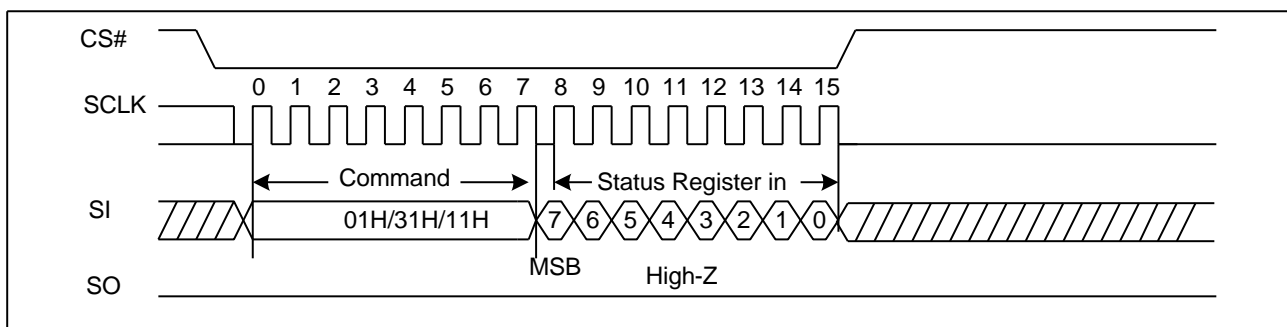 CS#
0 1 2 3 4 5 6 7 8 9 10 11 12 13 14 15
SCLK
Command Status Register in
SI 01H/31H/11H 7 6 5 4 3 2 1 0
MSB High-Z
SO